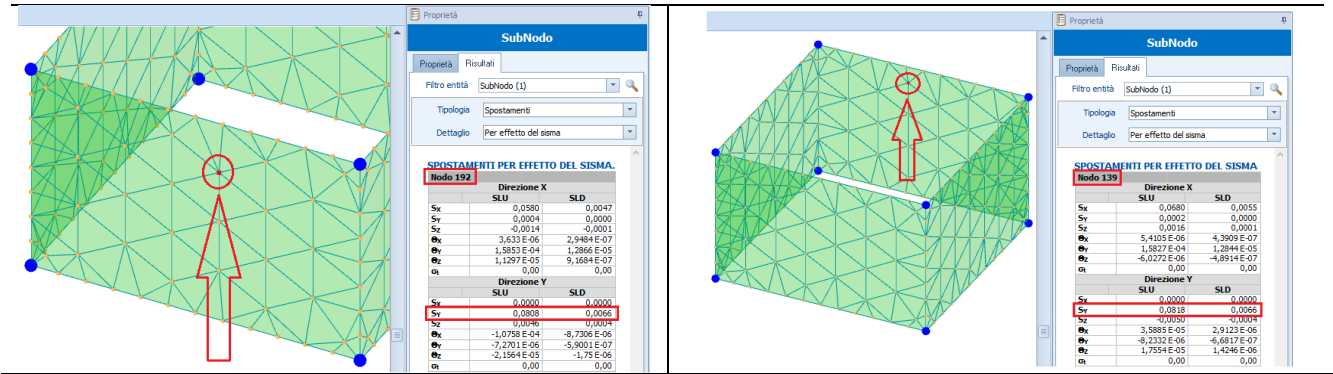 Proprietà
SubNodo
Proprietà Risultati
Filtro entità SubNodo (1)
Tipologia Spostamenti
Dettaglio Per effetto del sisma
SPOSTAMENTI PER EFFETTO DEL SISMA.
Nodo 192
Direzione X
SLU SLD
Sx 0,0580 0,0047
Sy 0,0004 0,0000
Sz -0,0014 -0,0001
Θx 3,633 E-06 2,9484 E-07
Θy 1,5853 E-04 1,2866 E-05
Θz 1,1297 E-05 9,1684 E-07
σt 0,00 0,00
Direzione Y
SLU SLD
Sx 0,0000 0,0000
Sy 0,0808 0,0066
Sz 0,0046 0,0004
Θx -1,0758 E-04 -8,7306 E-06
Θy -7,2701 E-06 -5,9001 E-07
Θz -2,1564 E-05 -1,75 E-06
σt 0,00 0,00
Proprietà
SubNodo
Proprietà Risultati
Filtro entità SubNodo (1)
Tipologia Spostamenti
Dettaglio Per effetto del sisma
SPOSTAMENTI PER EFFETTO DEL SISMA
Nodo 139
Direzione X
SLU SLD
Sx 0,0680 0,0055
Sy 0,0002 0,0000
Sz 0,0016 0,0001
Θx 5,4105 E-06 4,3909 E-07
Θy 1,5827 E-04 1,2844 E-05
Θz -6,0272 E-06 -4,8914 E-07
σt 0,00 0,00
Direzione Y
SLU SLD
Sx 0,0000 0,0000
Sy 0,0818 0,0066
Sz -0,0050 -0,0004
Θx 3,5885 E-05 2,9123 E-06
Θy -8,2332 E-06 -6,6817 E-07
Θz 1,7554 E-05 1,4246 E-06
σt 0,00 0,00